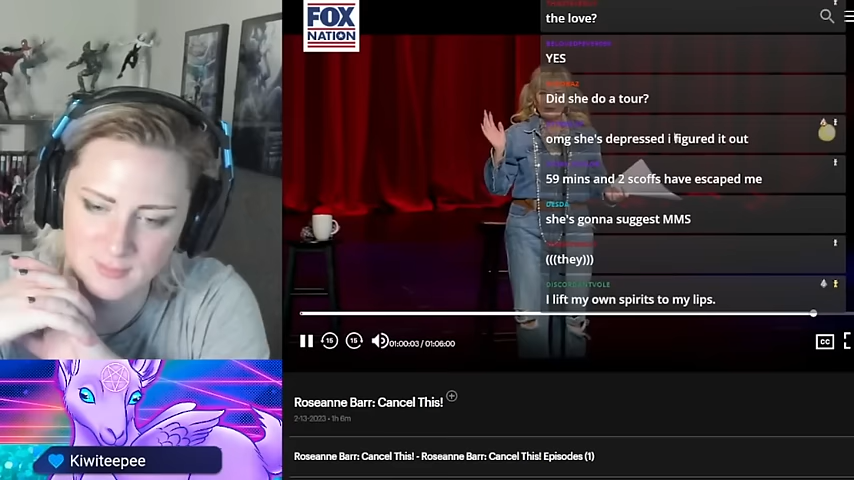 FOX
NATION
the love?
YES
Did she do a tour?
omg she's depressed i figured it out
59 mins and 2 scoffs have escaped me
DESDA
she's gonna suggest MMS
(((they)))
I lift my own spirits to my lips.
15
15
01:00:03 / 01:06:00
CC
Roseanne Barr: Cancel This!
2-13-2023 • 1h 6m
Roseanne Barr: Cancel This! - Roseanne Barr: Cancel This! Episodes (1)
Kiwiteepee